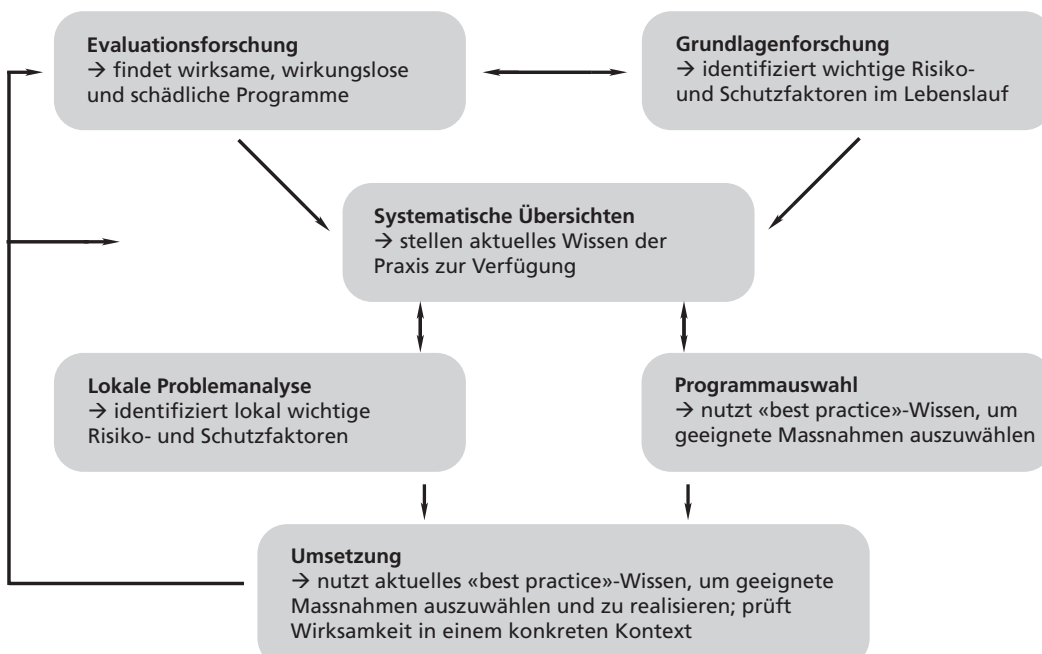 Evaluationsforschung
→ findet wirksame, wirkungslose
und schädliche Programme
Grundlagenforschung
→ identifiziert wichtige Risiko-
und Schutzfaktoren im Lebenslauf
Systematische Übersichten
→ stellen aktuelles Wissen der
Praxis zur Verfügung
Lokale Problemanalyse
→ identifiziert lokal wichtige
Risiko- und Schutzfaktoren
Programmauswahl
→ nutzt «best practice»-Wissen, um
geeignete Massnahmen auszuwählen
Umsetzung
→ nutzt aktuelles «best practice»-Wissen, um geeignete
Massnahmen auszuwählen und zu realisieren; prüft
Wirksamkeit in einem konkreten Kontext